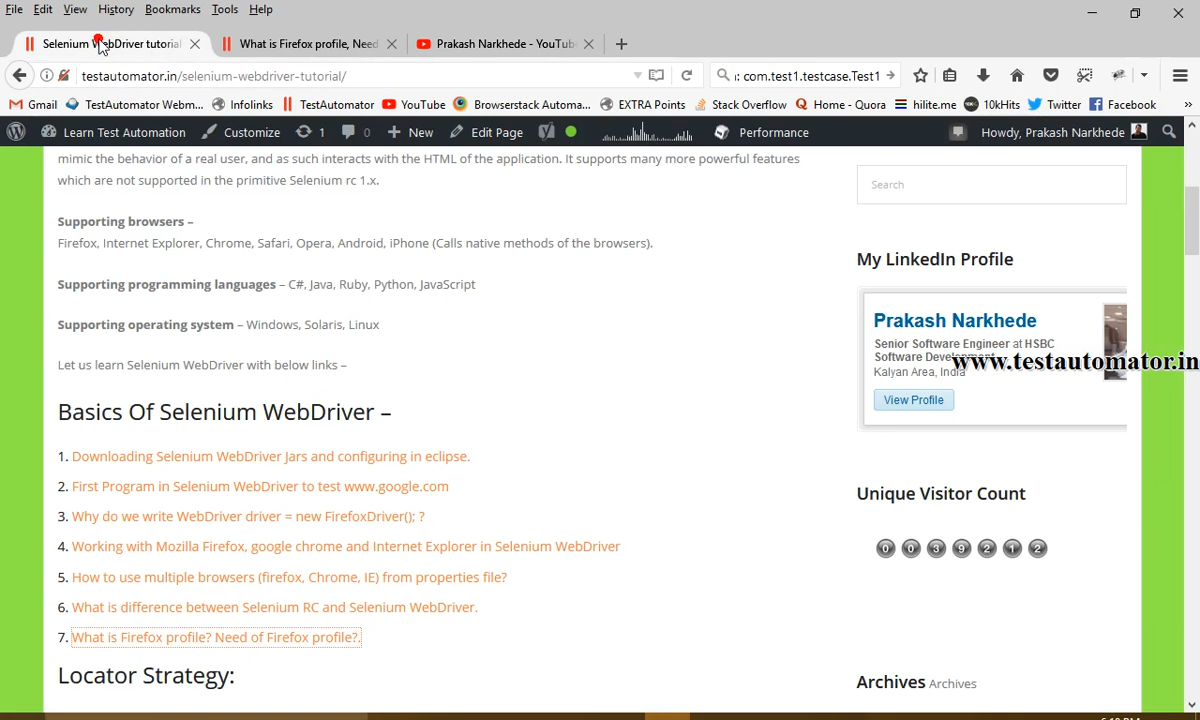 File Edit View History Bookmarks Tools Help
Selenium WebDriver tutorial
What is Firefox profile, Need
Prakash Narkhede - YouTube
testautomator.in/selenium-webdriver-tutorial/
: com.test1.testcase.Test1
Gmail TestAutomator Webm... Infolinks TestAutomator YouTube Browserstack Automa... EXTRA Points Stack Overflow Home - Quora hilite.me 10kHits Twitter Facebook »
Learn Test Automation Customize 1 0 New Edit Page Performance Howdy, Prakash Narkhede
mimic the behavior of a real user, and as such interacts with the HTML of the application. It supports many more powerful features
which are not supported in the primitive Selenium rc 1.x.
Supporting browsers –
Firefox, Internet Explorer, Chrome, Safari, Opera, Android, iPhone (Calls native methods of the browsers).
Supporting programming languages – C#, Java, Ruby, Python, JavaScript
Supporting operating system – Windows, Solaris, Linux
Let us learn Selenium WebDriver with below links –
Basics Of Selenium WebDriver –
1. Downloading Selenium WebDriver Jars and configuring in eclipse.
2. First Program in Selenium WebDriver to test www.google.com
3. Why do we write WebDriver driver = new FirefoxDriver(); ?
4. Working with Mozilla Firefox, google chrome and Internet Explorer in Selenium WebDriver
5. How to use multiple browsers (firefox, Chrome, IE) from properties file?
6. What is difference between Selenium RC and Selenium WebDriver.
7. What is Firefox profile? Need of Firefox profile?.
Locator Strategy:
Search
My LinkedIn Profile
Prakash Narkhede
Senior Software Engineer at HSBC
Software Development
Kalyan Area, India
www.testautomator.in
View Profile
Unique Visitor Count
0 0 3 9 2 1 2
Archives Archives